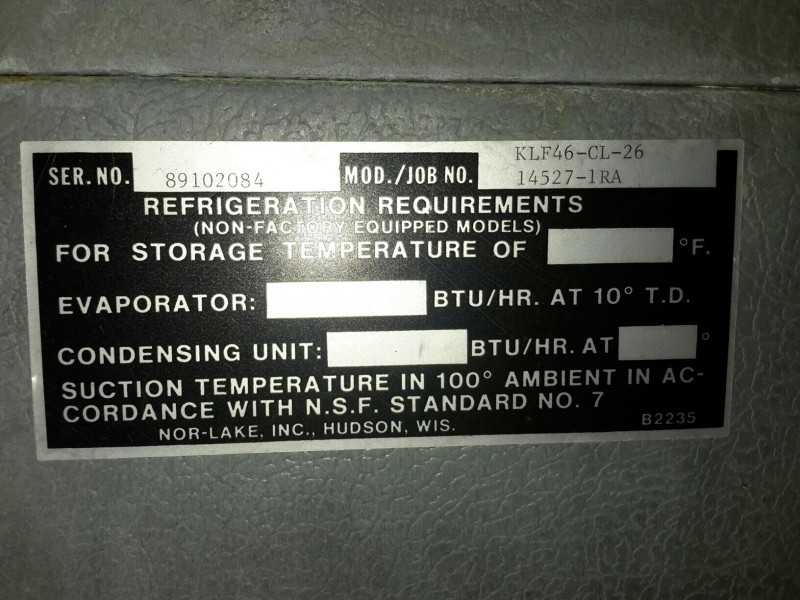 KLF46-CL-26
SER. NO. 89102084 MOD./JOB NO. 14527-1RA
REFRIGERATION REQUIREMENTS
(NON-FACTORY EQUIPPED MODELS)
FOR STORAGE TEMPERATURE OF °F.
EVAPORATOR: BTU/HR. AT 10° T.D.
CONDENSING UNIT: BTU/HR. AT °
SUCTION TEMPERATURE IN 100° AMBIENT IN AC-
CORDANCE WITH N.S.F. STANDARD NO. 7
NOR-LAKE, INC., HUDSON, WIS. B2235